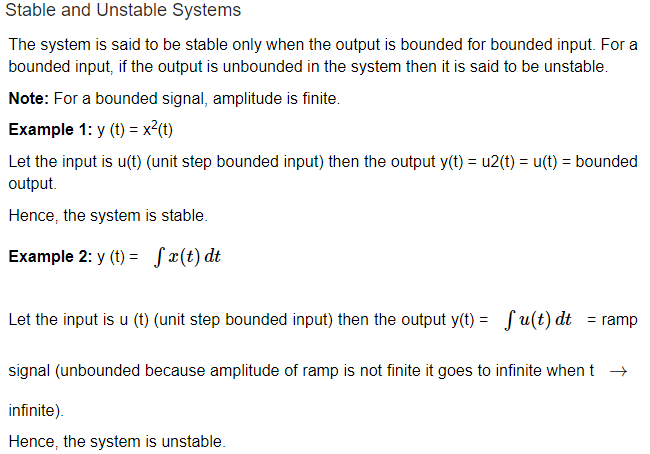 Stable and Unstable Systems
The system is said to be stable only when the output is bounded for bounded input. For a
bounded input, if the output is unbounded in the system then it is said to be unstable.
Note: For a bounded signal, amplitude is finite.
Example 1: y (t) = x²(t)
Let the input is u(t) (unit step bounded input) then the output y(t) = u2(t) = u(t) = bounded
output.
Hence, the system is stable.
Example 2: y (t) = ∫ x(t) dt
Let the input is u (t) (unit step bounded input) then the output y(t) = ∫ u(t) dt = ramp
signal (unbounded because amplitude of ramp is not finite it goes to infinite when t →
infinite).
Hence, the system is unstable.